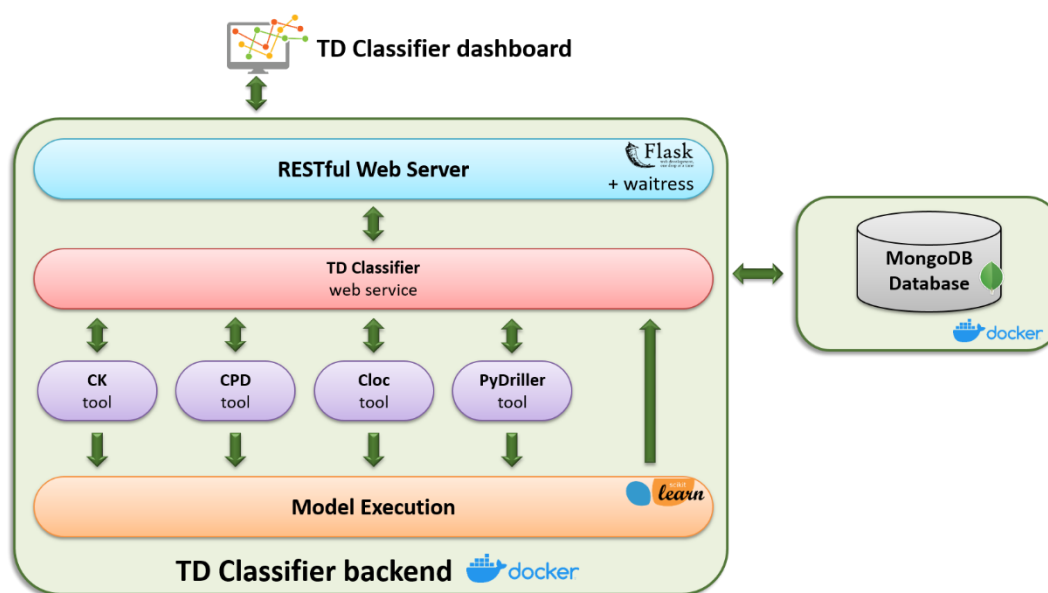 TD Classifier dashboard
RESTful Web Server
Flask
+ waitress
TD Classifier
web service
MongoDB
Database
docker
CK
tool
CPD
tool
Cloc
tool
PyDriller
tool
Model Execution
scikit
learn
TD Classifier backend
docker